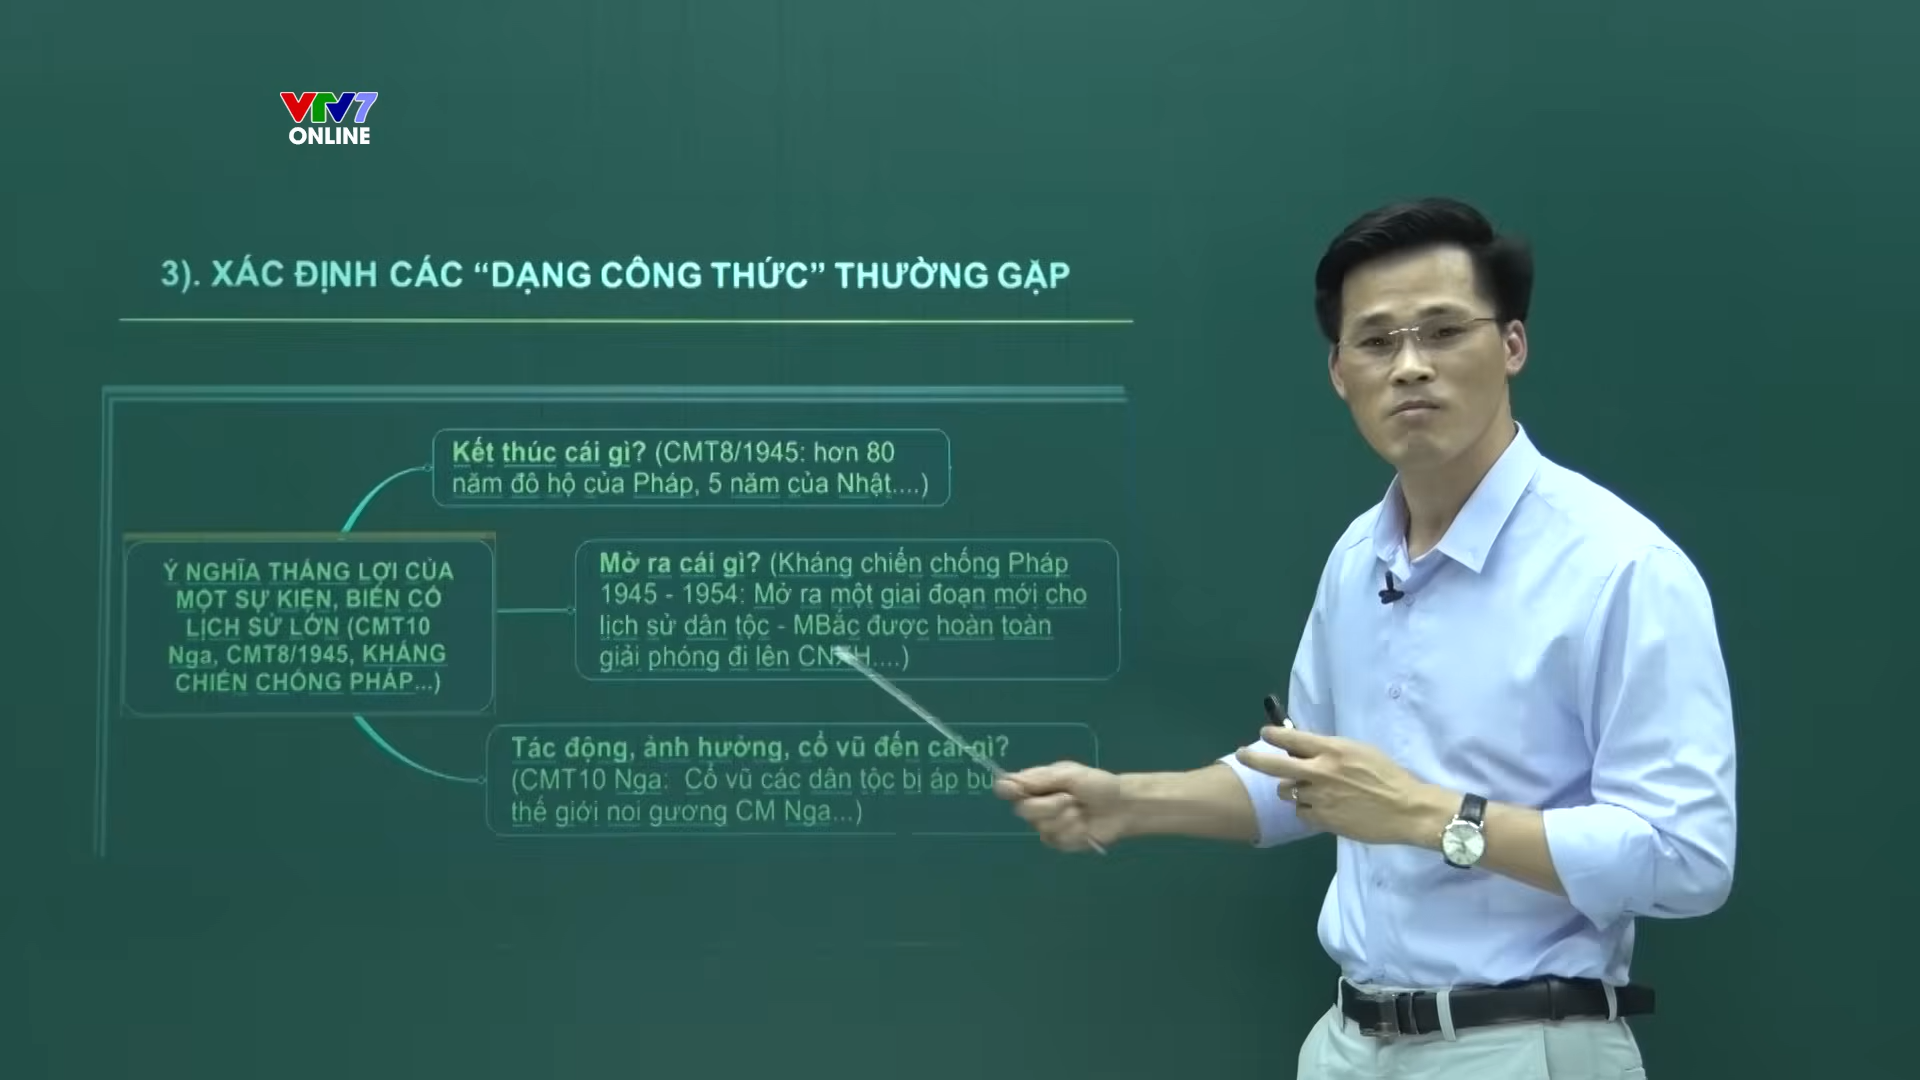 VTV7
ONLINE
3). XÁC ĐỊNH CÁC “DẠNG CÔNG THỨC” THƯỜNG GẶP
Kết thúc cái gì? (CMT8/1945: hơn 80
năm đô hộ của Pháp, 5 năm của Nhật....)
Ý NGHĨA THẮNG LỢI CỦA
MỘT SỰ KIỆN, BIẾN CỐ
LỊCH SỬ LỚN (CMT10
Nga, CMT8/1945, KHÁNG
CHIẾN CHỐNG PHÁP...)
Mở ra cái gì? (Kháng chiến chống Pháp
1945 - 1954: Mở ra một giai đoạn mới cho
lịch sử dân tộc - MBắc được hoàn toàn
giải phóng đi lên CNXH....)
Tác động, ảnh hưởng, cổ vũ đến cái gì?
(CMT10 Nga: Cổ vũ các dân tộc bị áp
thế giới noi gương CM Nga...)